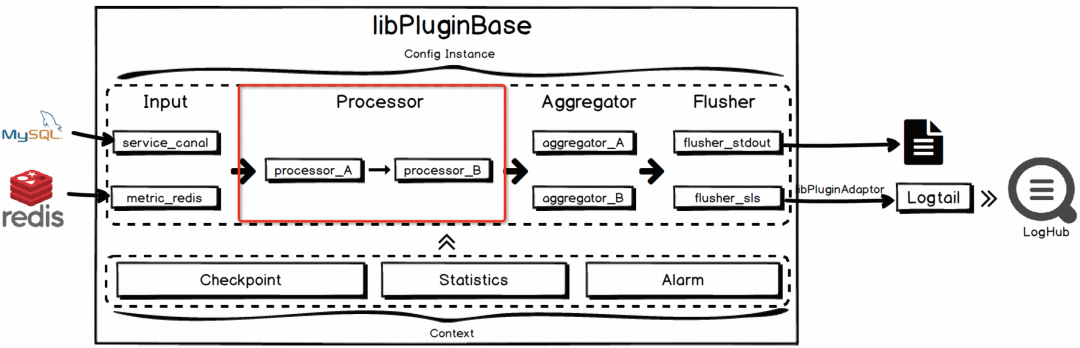 libPluginBase
Config Instance
Input
Processor
Aggregator
Flusher
MySQL
service_canal
aggregator_A
flusher_stdout
processor_A
processor_B
redis
metric_redis
aggregator_B
flusher_sls
ibPluginAdaptor
Logtail
LogHub
Checkpoint
Statistics
Alarm
Context